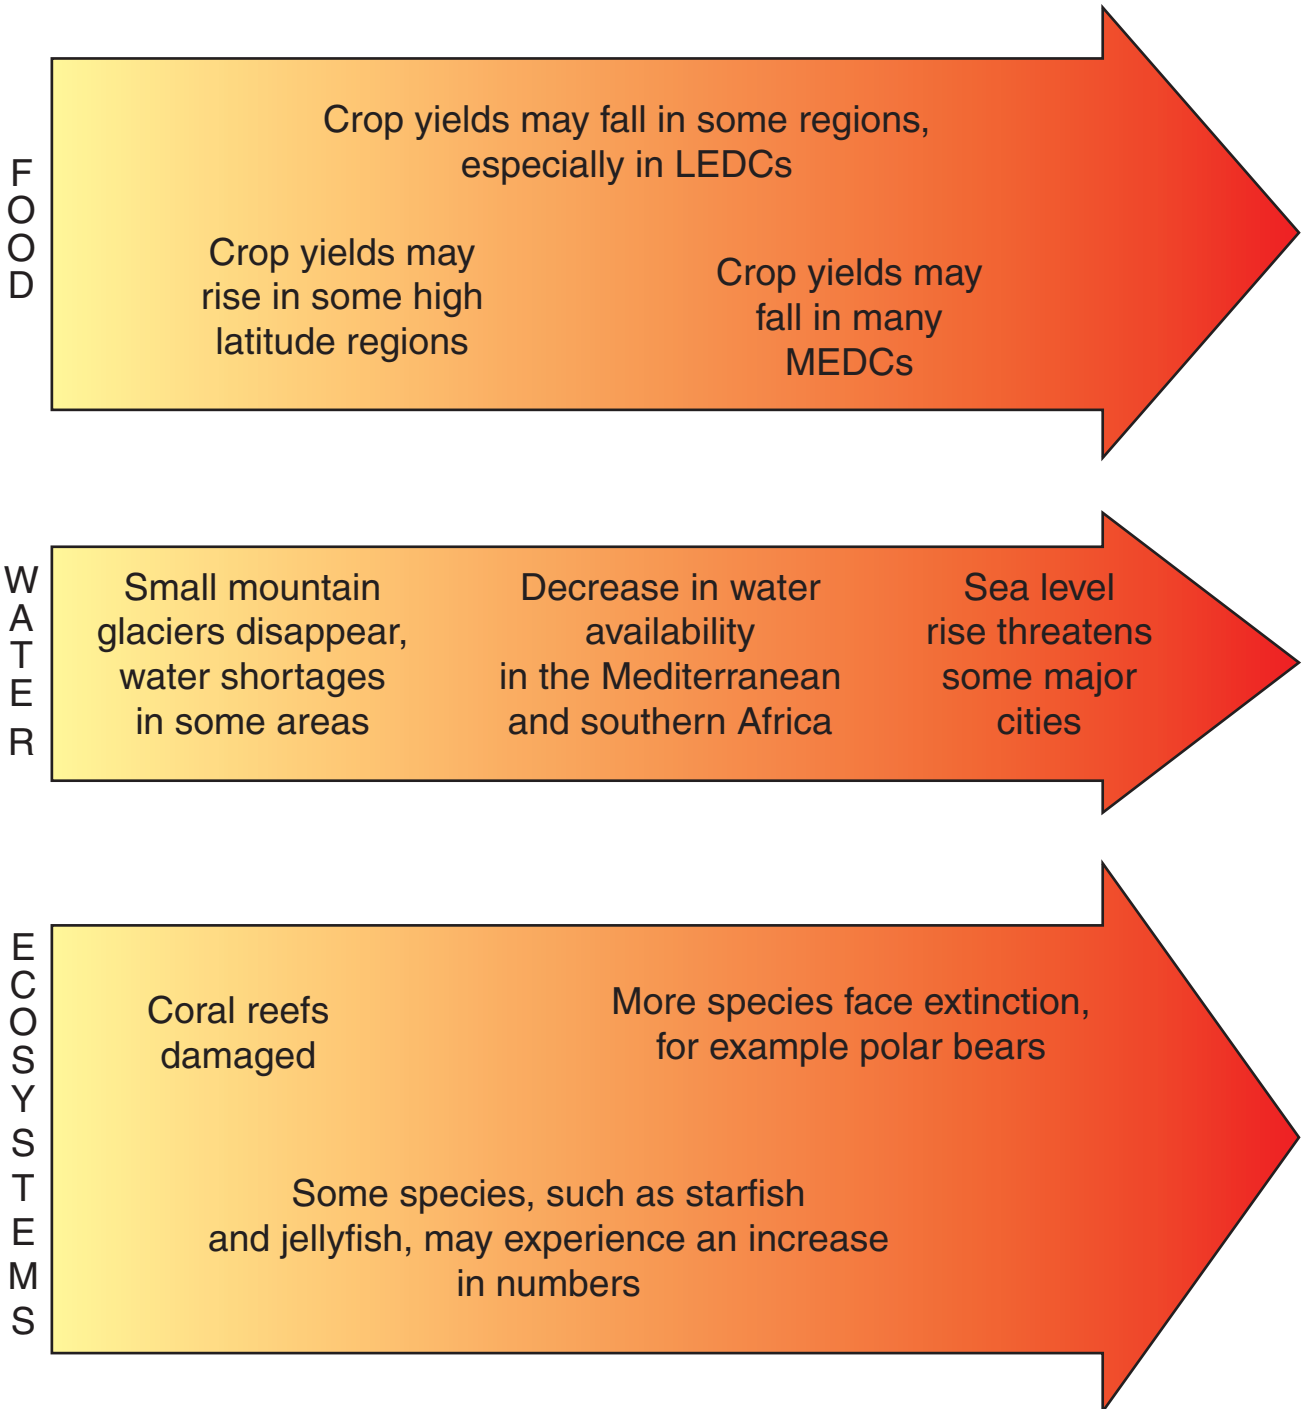 FOOD
Crop yields may fall in some regions,
especially in LEDCs
Crop yields may
rise in some high
latitude regions
Crop yields may
fall in many
MEDCs
WATER
Small mountain
glaciers disappear,
water shortages
in some areas
Decrease in water
availability
in the Mediterranean
and southern Africa
Sea level
rise threatens
some major
cities
ECOSYSTEMS
Coral reefs
damaged
More species face extinction,
for example polar bears
Some species, such as starfish
and jellyfish, may experience an increase
in numbers